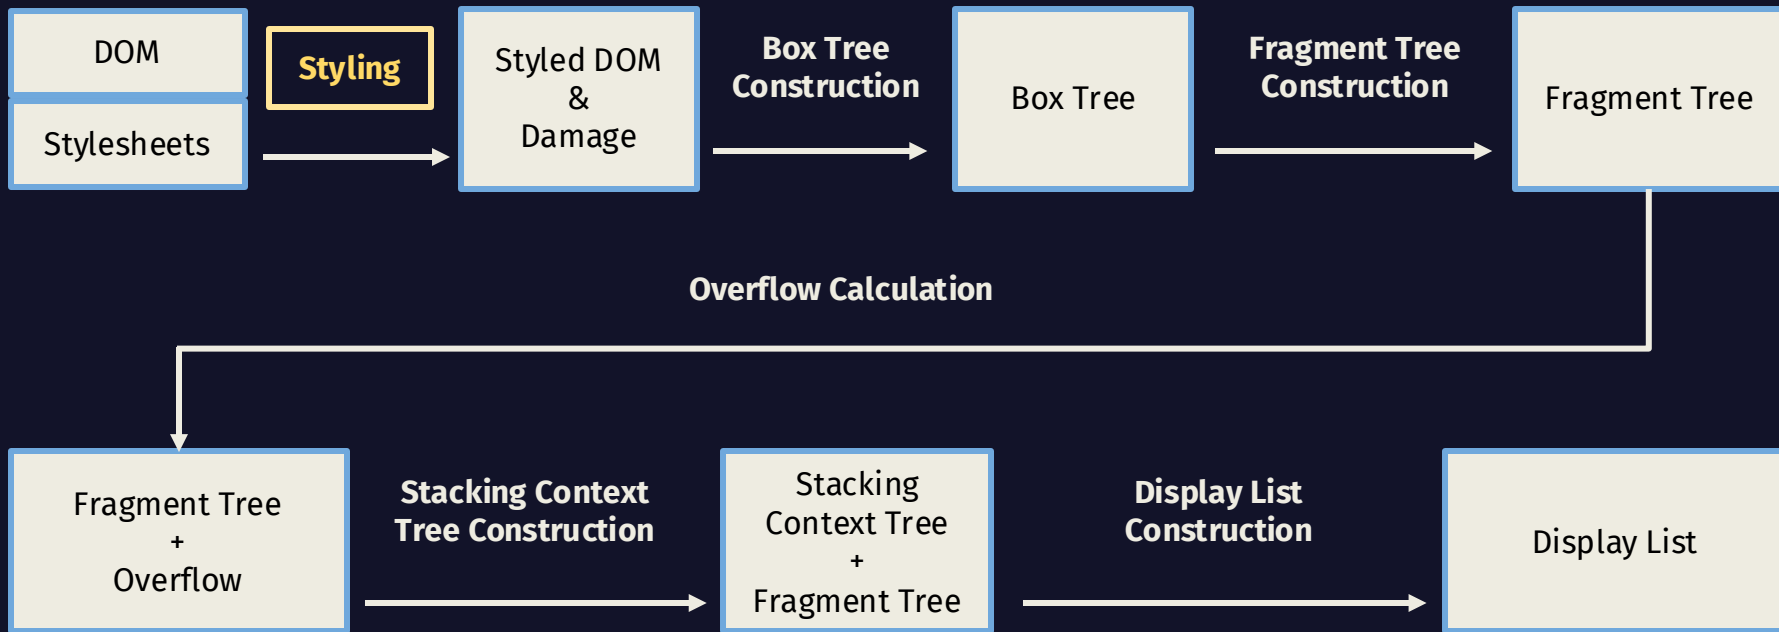 DOM
Stylesheets
Styling
Styled DOM
&
Damage
Box Tree
Construction
Box Tree
Fragment Tree
Construction
Fragment Tree
Overflow Calculation
Fragment Tree
+
Overflow
Stacking Context
Tree Construction
Stacking
Context Tree
+
Fragment Tree
Display List
Construction
Display List